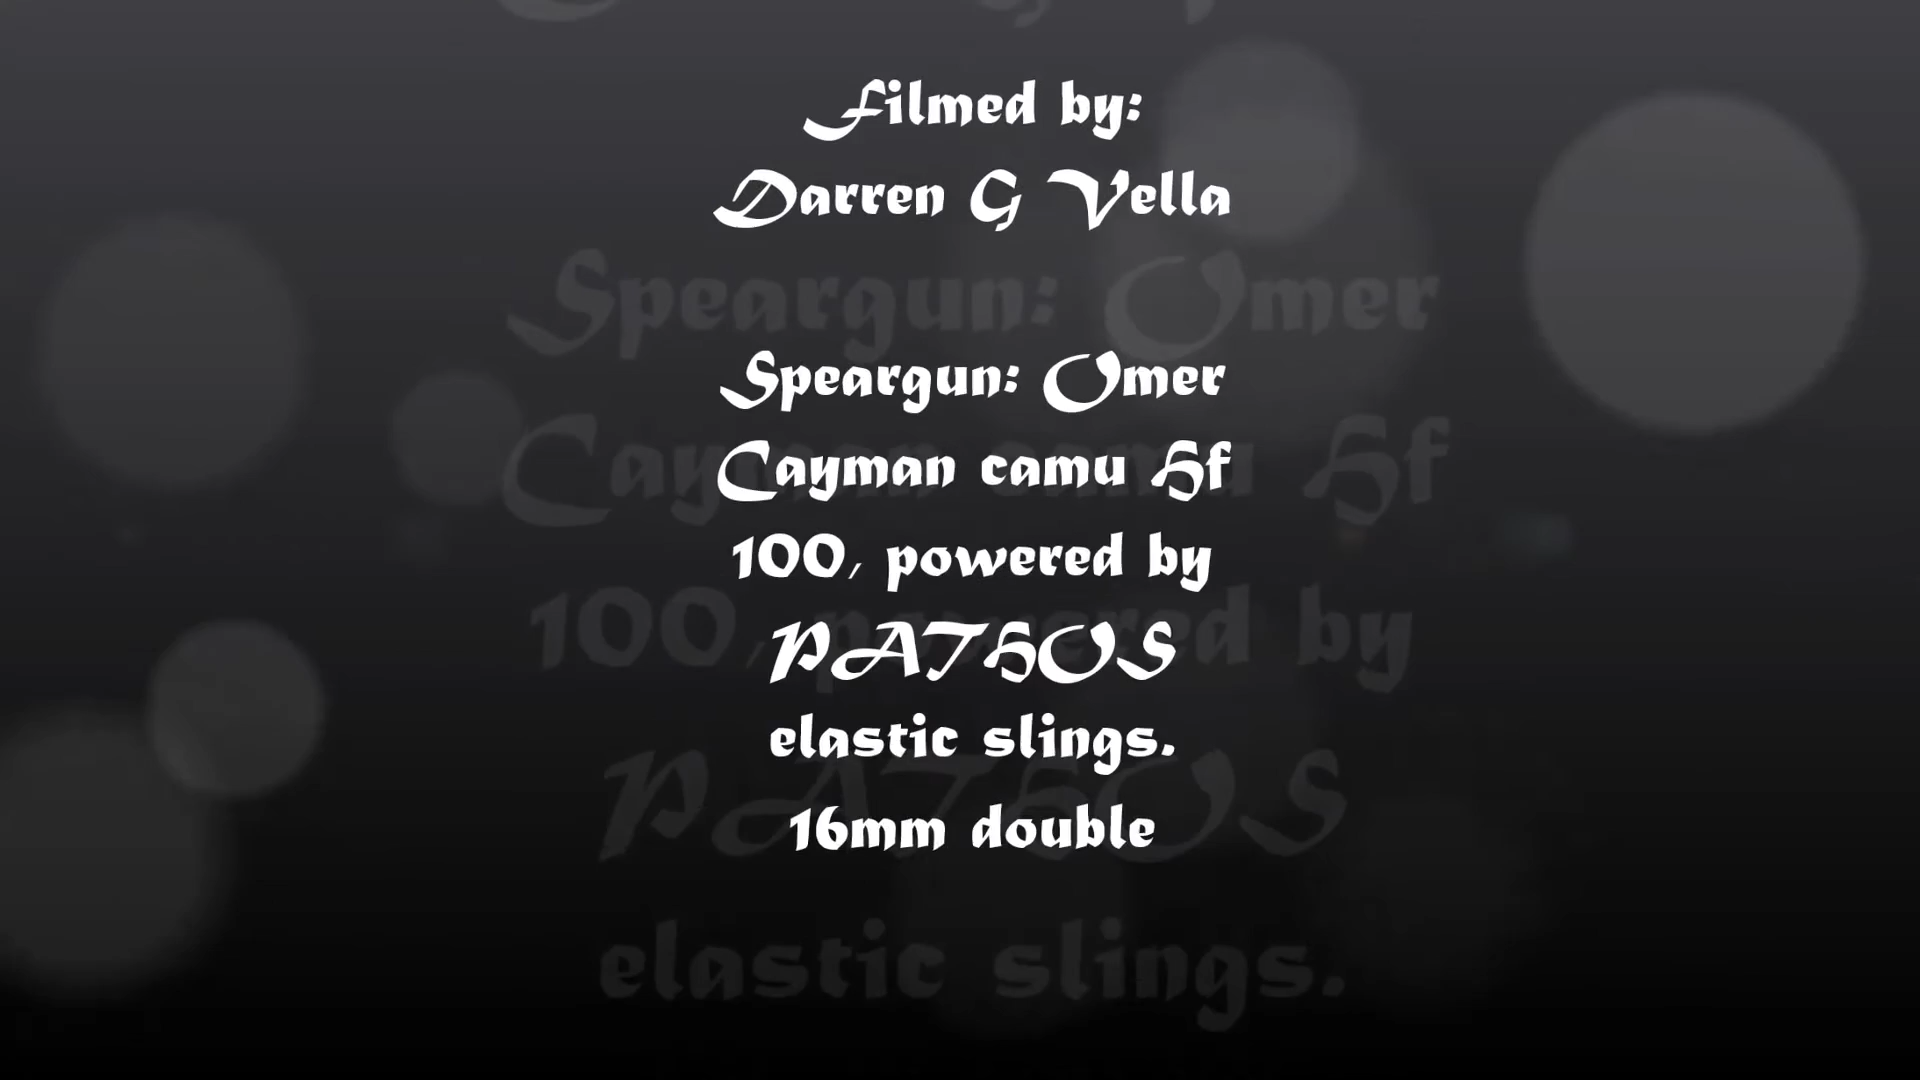 Filmed by:
Darren G Vella
Speargun: Omer
Cayman camu Hf
100, powered by
PATHOS
elastic slings.
16mm double